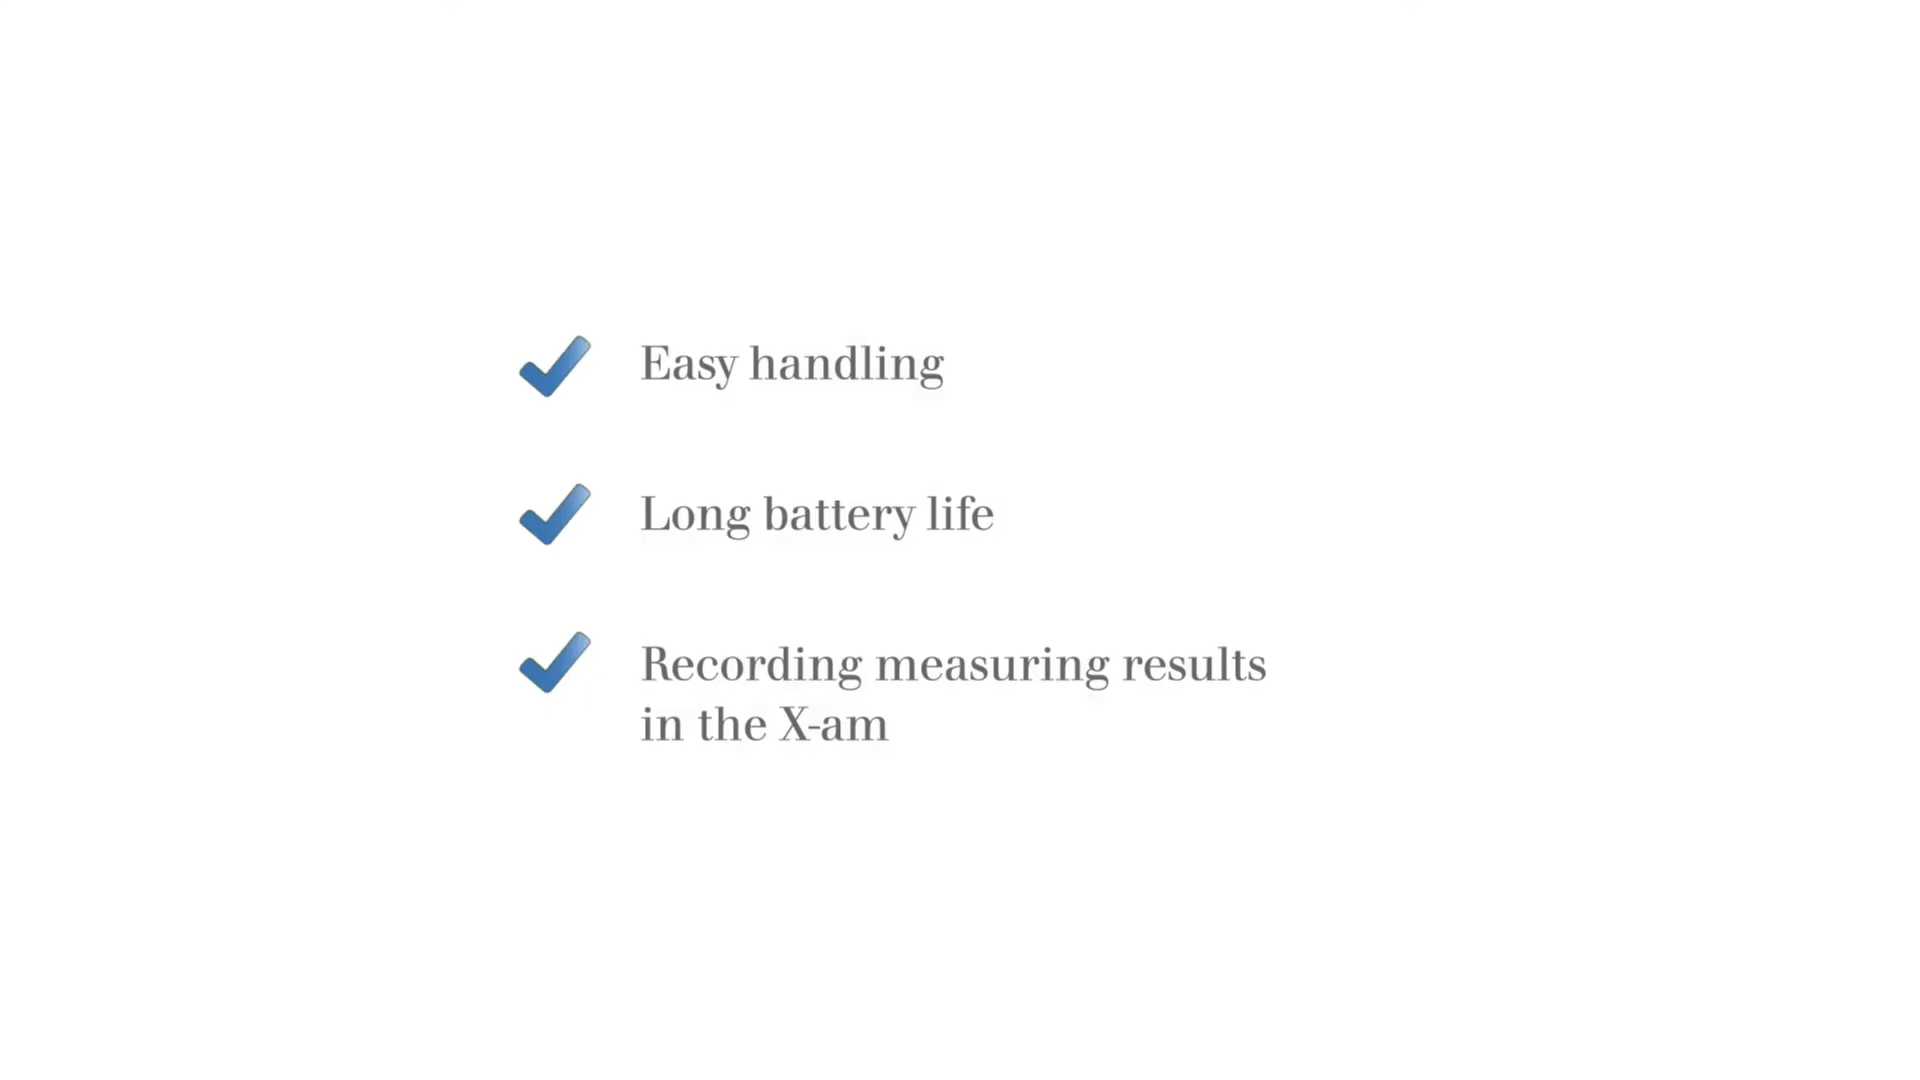 Easy handling
Long battery life
Recording measuring results
in the X-am